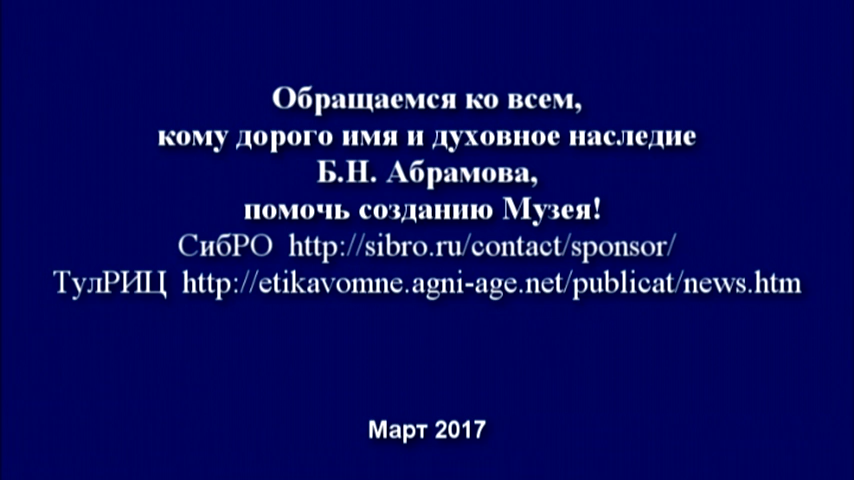 Обращаемся ко всем,
кому дорого имя и духовное наследие
Б.Н. Абрамова,
помочь созданию Музея!
СибРО http://sibro.ru/contact/sponsor/
ТулРИЦ http://etikavomne.agni-age.net/publicat/news.htm
Март 2017